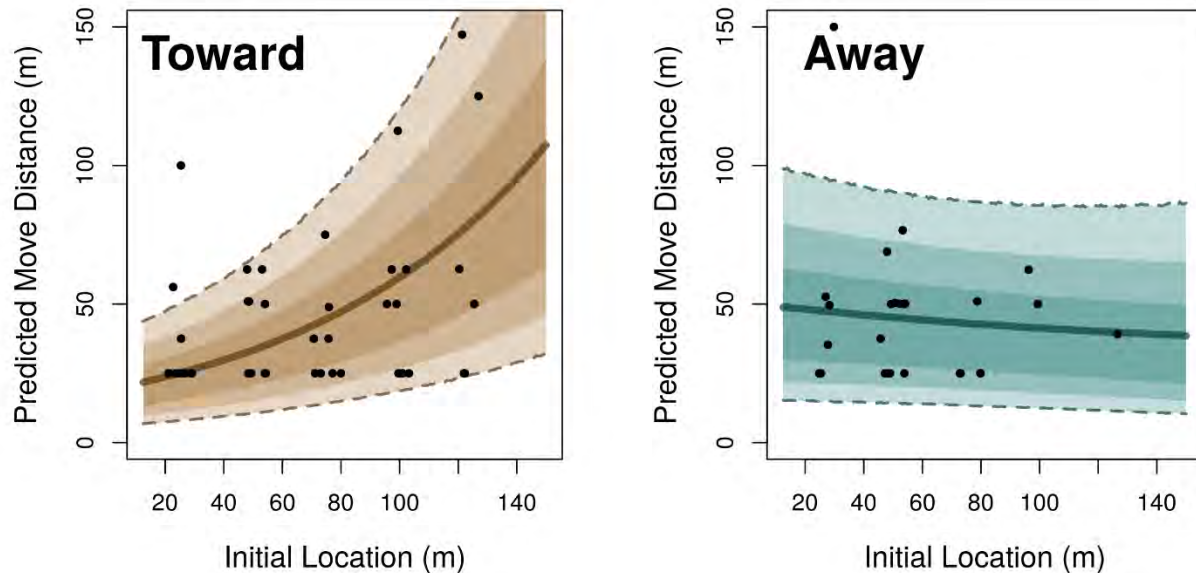 Toward
Predicted Move Distance (m)
150
100
50
0
20 40 60 80 100 140
Initial Location (m)
Away
Predicted Move Distance (m)
150
100
50
0
20 40 60 80 100 140
Initial Location (m)